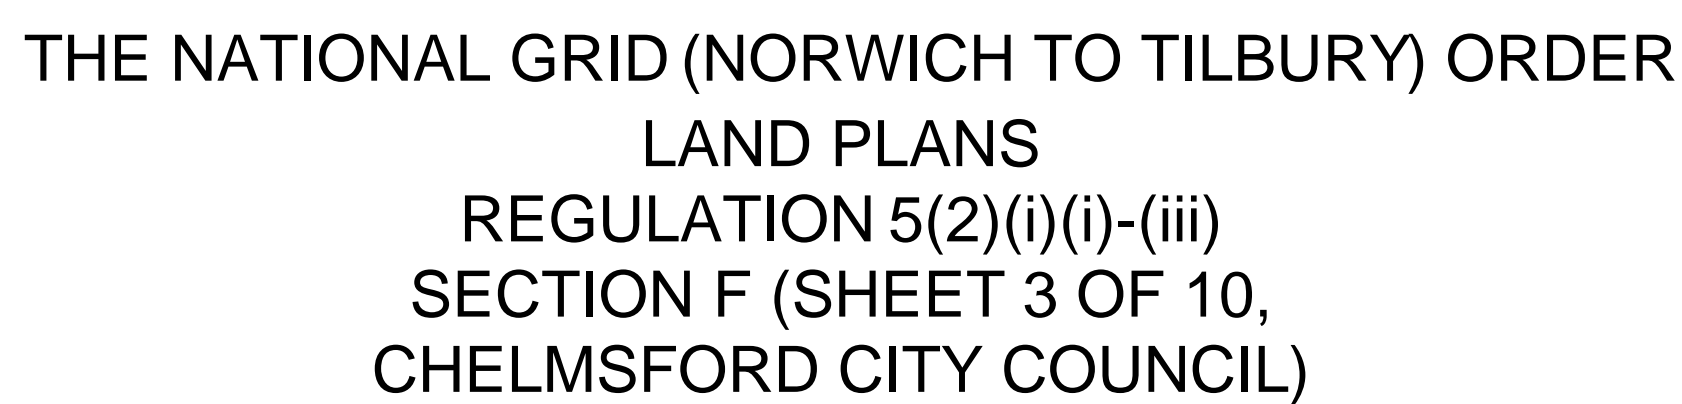 THE NATIONAL GRID (NORWICH TO TILBURY) ORDER
LAND PLANS
REGULATION 5(2)(i)(i)-(iii)
SECTION F (SHEET 3 OF 10,
CHELMSFORD CITY COUNCIL)